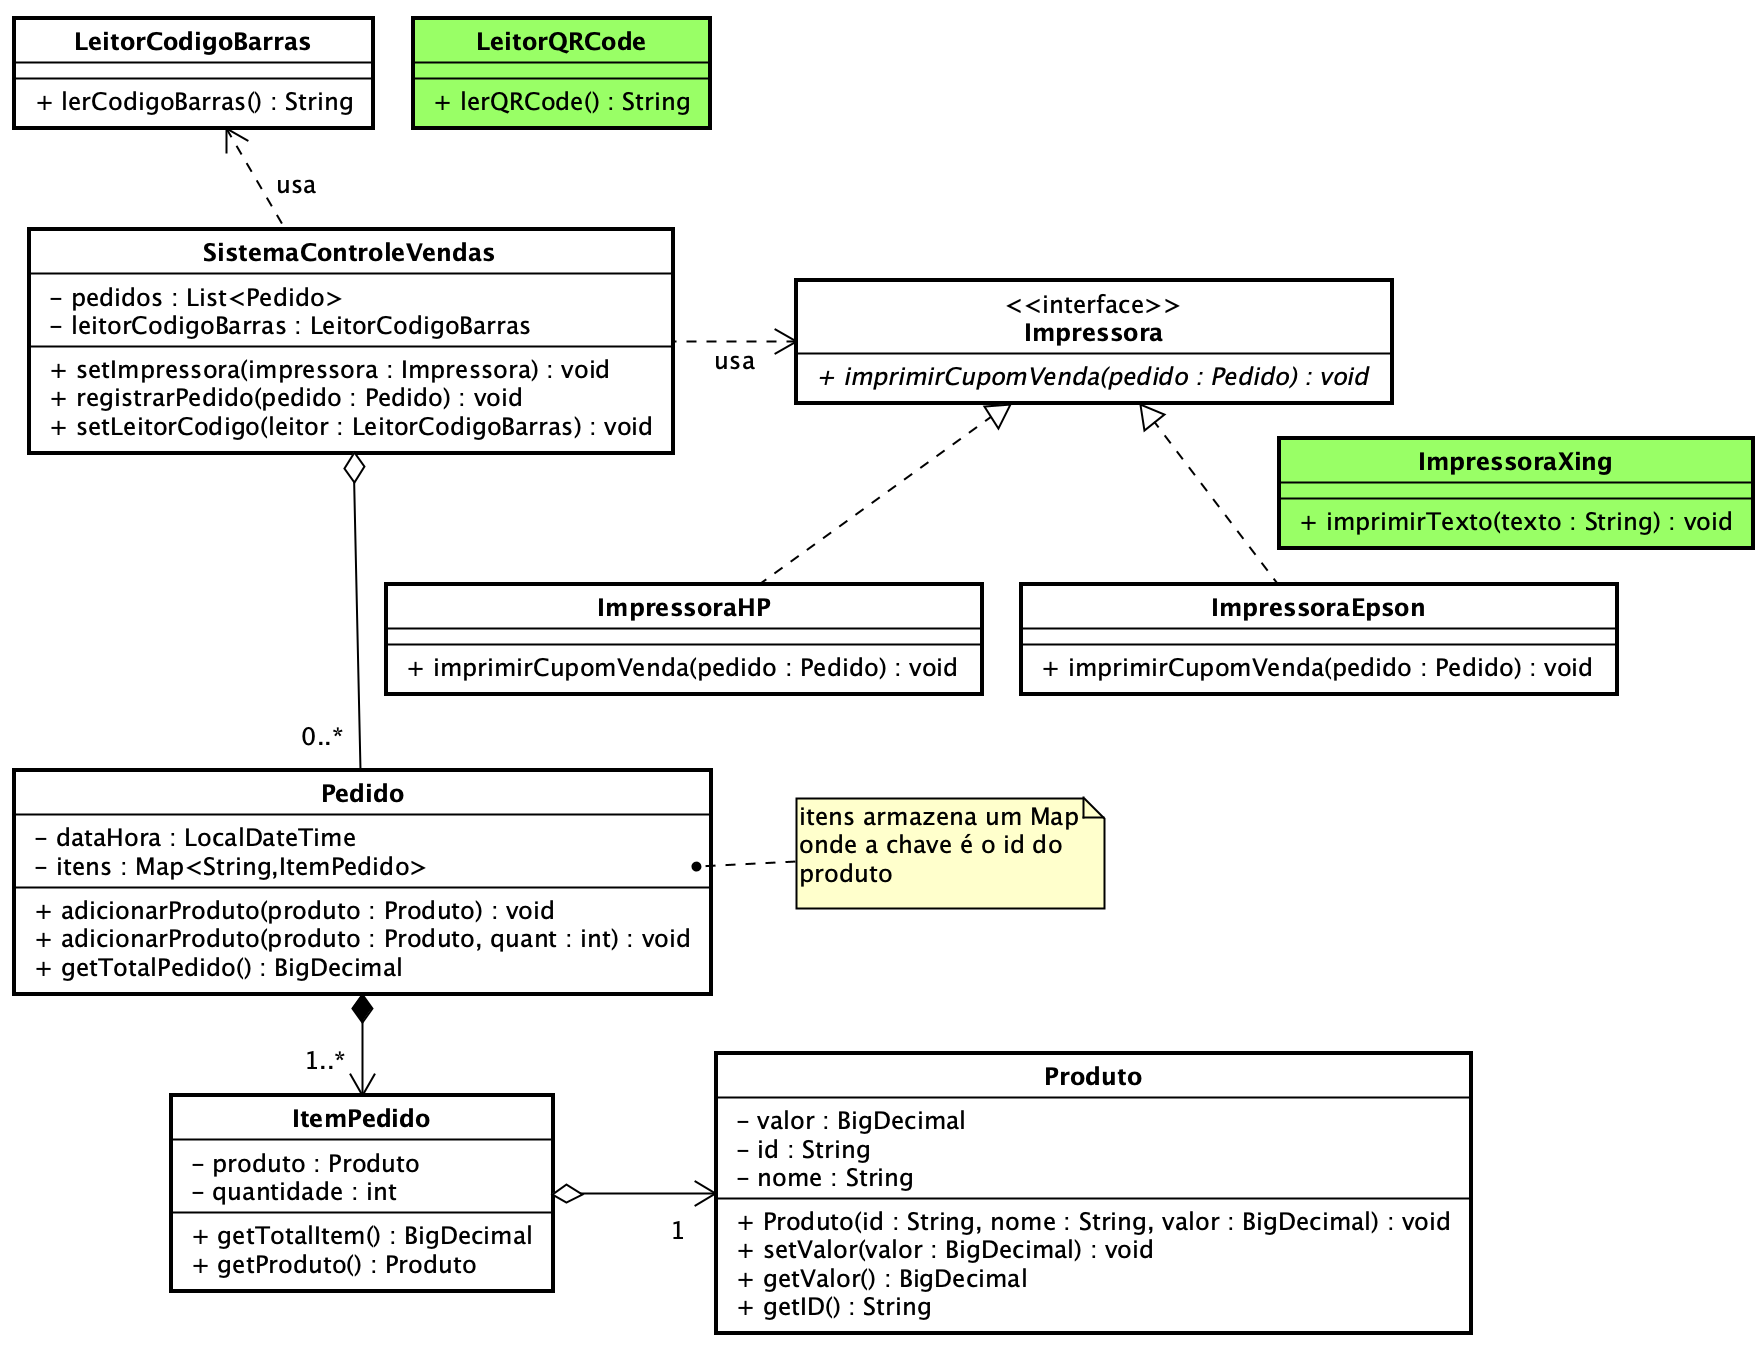 LeitorCodigoBarras
+ lerCodigoBarras() : String
LeitorQRCode
+ lerQRCode() : String
usa
SistemaControleVendas
- pedidos : List<Pedido>
- leitorCodigoBarras : LeitorCodigoBarras
+ setImpressora(impressora : Impressora) : void
+ registrarPedido(pedido : Pedido) : void
+ setLeitorCodigo(leitor : LeitorCodigoBarras) : void
usa
<<interface>>
Impressora
+ imprimirCupomVenda(pedido : Pedido) : void
ImpressoraXing
+ imprimirTexto(texto : String) : void
ImpressoraHP
+ imprimirCupomVenda(pedido : Pedido) : void
ImpressoraEpson
+ imprimirCupomVenda(pedido : Pedido) : void
0..*
Pedido
- dataHora : LocalDateTime
- itens : Map<String,ItemPedido>
+ adicionarProduto(produto : Produto) : void
+ adicionarProduto(produto : Produto, quant : int) : void
+ getTotalPedido() : BigDecimal
itens armazena um Map
onde a chave é o id do
produto
1..*
ItemPedido
- produto : Produto
- quantidade : int
+ getTotalItem() : BigDecimal
+ getProduto() : Produto
1
Produto
- valor : BigDecimal
- id : String
- nome : String
+ Produto(id : String, nome : String, valor : BigDecimal) : void
+ setValor(valor : BigDecimal) : void
+ getValor() : BigDecimal
+ getID() : String